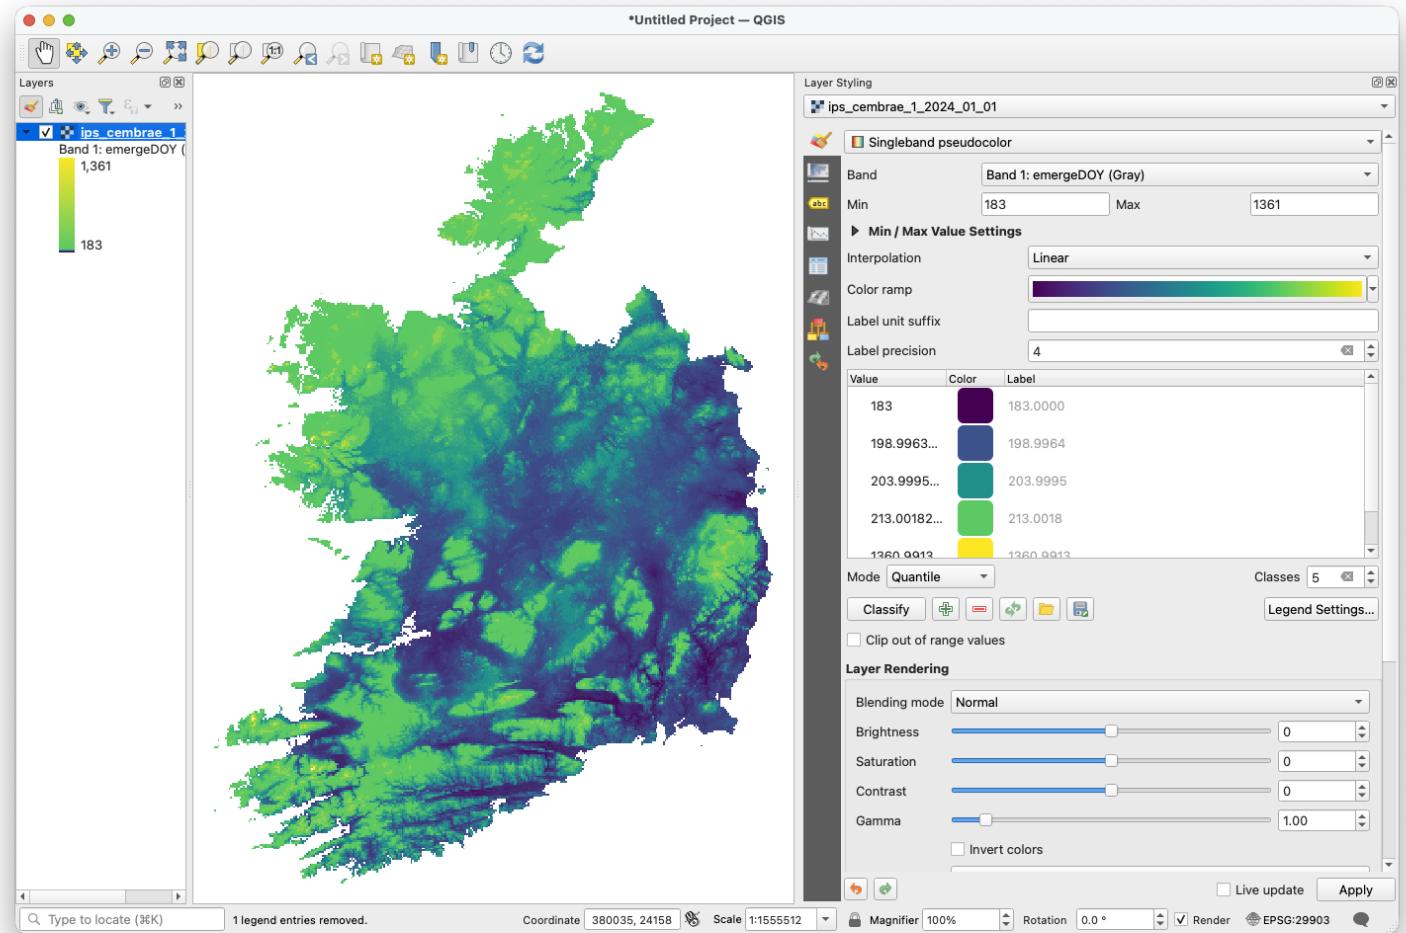 *Untitled Project — QGIS
Layers
ips_cembrae_1_
Band 1: emergeDOY (
1,361
183
Layer Styling
ips_cembrae_1_2024_01_01
Singleband pseudocolor
Band
Band 1: emergeDOY (Gray)
Min
183
Max
1361
Min / Max Value Settings
Interpolation
Linear
Color ramp
Label unit suffix
Label precision
4
Value
Color
Label
183
183.0000
198.9963...
198.9964
203.9995...
203.9995
213.00182...
213.0018
1360.9913
1360.9913
Mode
Quantile
Classes
5
Classify
Legend Settings...
Clip out of range values
Layer Rendering
Blending mode
Normal
Brightness
0
Saturation
0
Contrast
0
Gamma
1.00
Invert colors
Live update
Apply
Type to locate (⌘K)
1 legend entries removed.
Coordinate
380035, 24158
Scale
1:1555512
Magnifier
100%
Rotation
0.0 °
Render
EPSG:29903